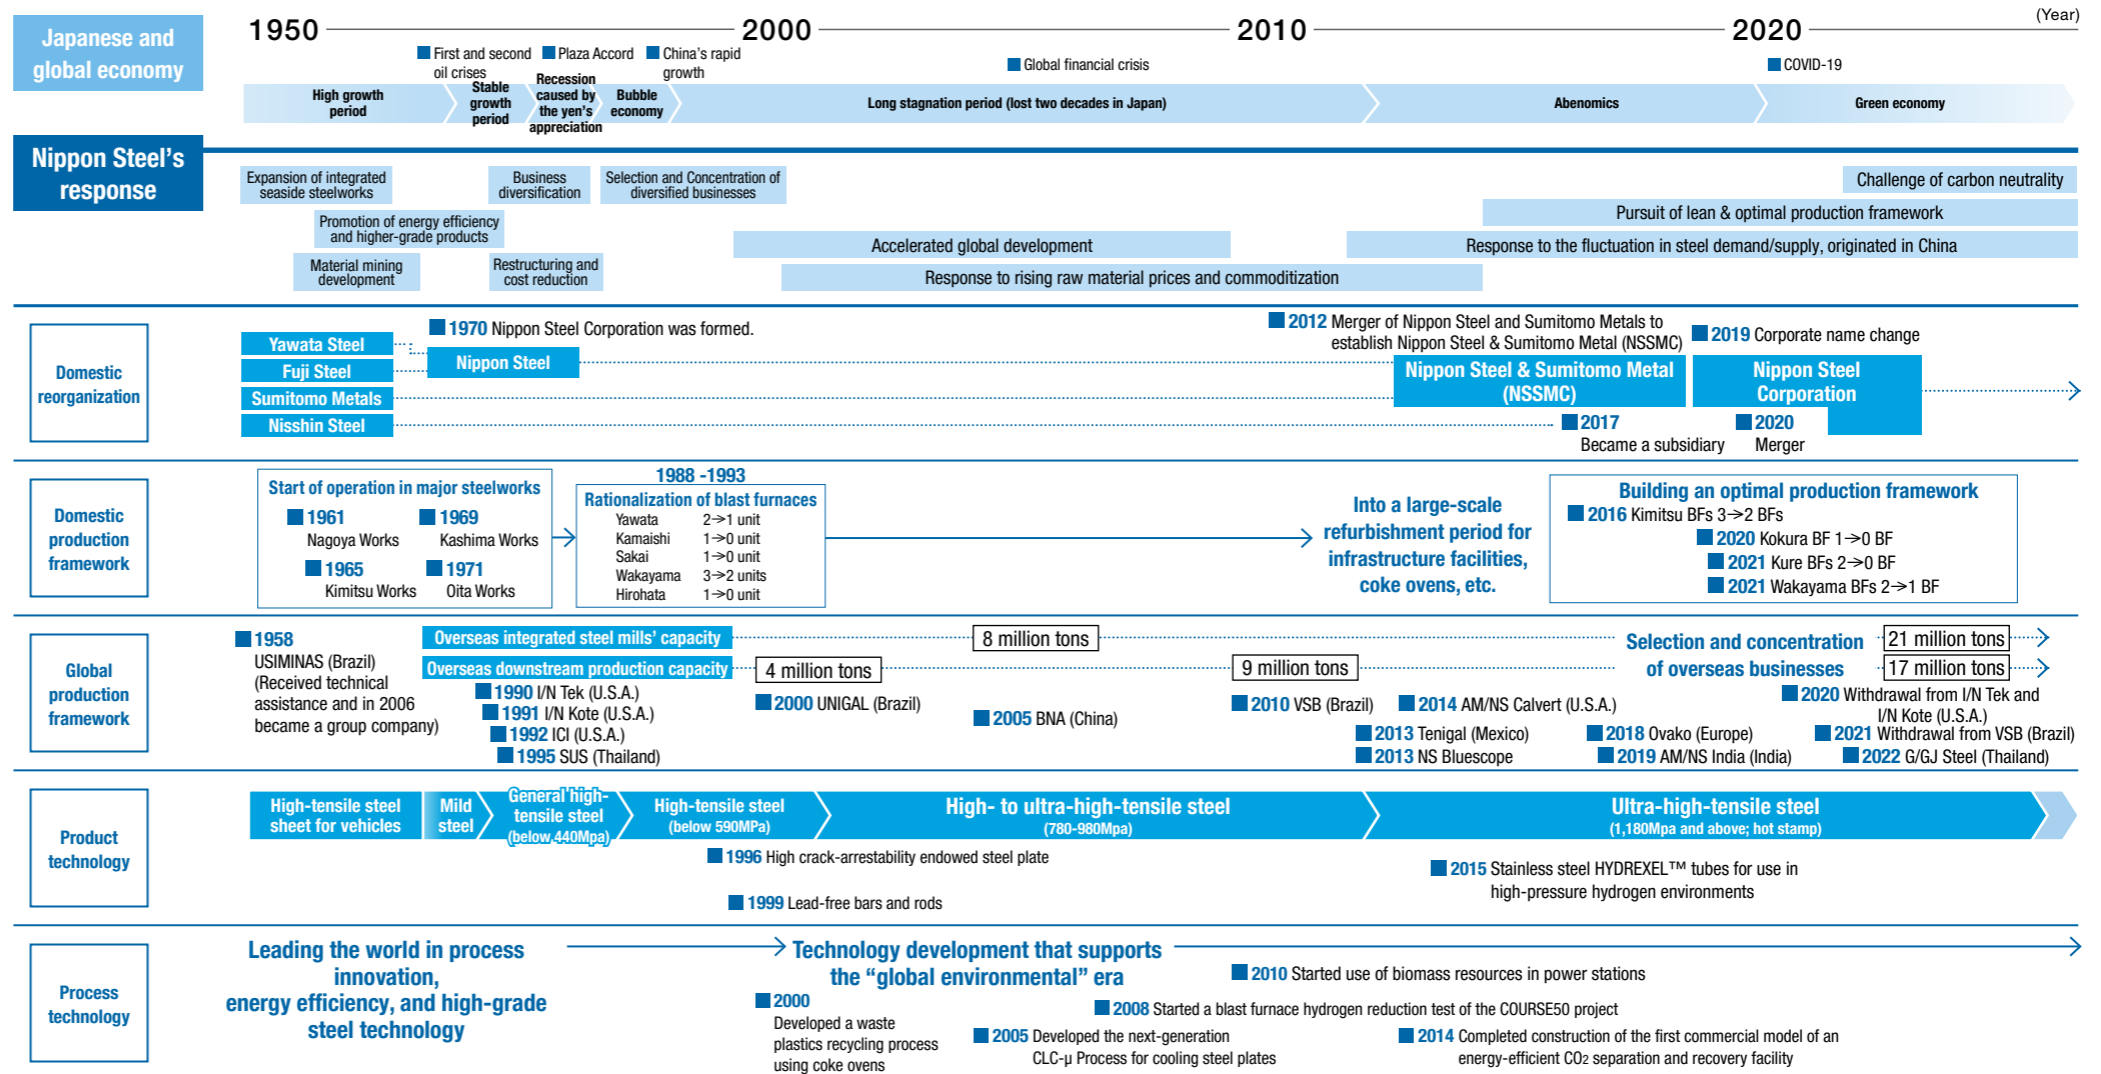 Japanese and
global economy
1950
2000
2010
2020
(Year)
First and second
oil crises
Plaza Accord
China's rapid
growth
Global financial crisis
COVID-19
High growth
period
Stable
growth
period
Recession
caused by
the yen's
appreciation
Bubble
economy
Long stagnation period (lost two decades in Japan)
Abenomics
Green economy
Nippon Steel's
response
Expansion of integrated
seaside steelworks
Business
diversification
Selection and Concentration of
diversified businesses
Challenge of carbon neutrality
Promotion of energy efficiency
and higher-grade products
Pursuit of lean & optimal production framework
Accelerated global development
Response to the fluctuation in steel demand/supply, originated in China
Material mining
development
Restructuring and
cost reduction
Response to rising raw material prices and commoditization
Domestic
reorganization
Yawata Steel
Fuji Steel
Sumitomo Metals
Nisshin Steel
1970 Nippon Steel Corporation was formed.
Nippon Steel
2012 Merger of Nippon Steel and Sumitomo Metals to
establish Nippon Steel & Sumitomo Metal (NSSMC)
Nippon Steel & Sumitomo Metal
(NSSMC)
2017
Became a subsidiary
2019 Corporate name change
Nippon Steel
Corporation
2020
Merger
Domestic
production
framework
Start of operation in major steelworks
1961
Nagoya Works
1969
Kashima Works
1965
Kimitsu Works
1971
Oita Works
1988 -1993
Rationalization of blast furnaces
Yawata 2→1 unit
Kamaishi 1→0 unit
Sakai 1→0 unit
Wakayama 3→2 units
Hirohata 1→0 unit
Into a large-scale
refurbishment period for
infrastructure facilities,
coke ovens, etc.
Building an optimal production framework
2016 Kimitsu BFs 3→2 BFs
2020 Kokura BF 1→0 BF
2021 Kure BFs 2→0 BF
2021 Wakayama BFs 2→1 BF
Global
production
framework
1958
USIMINAS (Brazil)
(Received technical
assistance and in 2006
became a group company)
Overseas integrated steel mills' capacity
8 million tons
21 million tons
Overseas downstream production capacity
4 million tons
9 million tons
17 million tons
Selection and concentration
of overseas businesses
1990 I/N Tek (U.S.A.)
1991 I/N Kote (U.S.A.)
1992 ICI (U.S.A.)
1995 SUS (Thailand)
2000 UNIGAL (Brazil)
2005 BNA (China)
2010 VSB (Brazil)
2014 AM/NS Calvert (U.S.A.)
2013 Tenigal (Mexico)
2013 NS Bluescope
2018 Ovako (Europe)
2019 AM/NS India (India)
2020 Withdrawal from I/N Tek and
I/N Kote (U.S.A.)
2021 Withdrawal from VSB (Brazil)
2022 G/GJ Steel (Thailand)
Product
technology
High-tensile steel
sheet for vehicles
Mild
steel
General high-
tensile steel
(below 440Mpa)
High-tensile steel
(below 590MPa)
High- to ultra-high-tensile steel
(780-980Mpa)
Ultra-high-tensile steel
(1,180Mpa and above; hot stamp)
1996 High crack-arrestability endowed steel plate
1999 Lead-free bars and rods
2015 Stainless steel HYDREXEL™ tubes for use in
high-pressure hydrogen environments
Process
technology
Leading the world in process
innovation,
energy efficiency, and high-grade
steel technology
Technology development that supports
the “global environmental” era
2000
Developed a waste
plastics recycling process
using coke ovens
2010 Started use of biomass resources in power stations
2008 Started a blast furnace hydrogen reduction test of the COURSE50 project
2005 Developed the next-generation
CLC-μ Process for cooling steel plates
2014 Completed construction of the first commercial model of an
energy-efficient CO2 separation and recovery facility